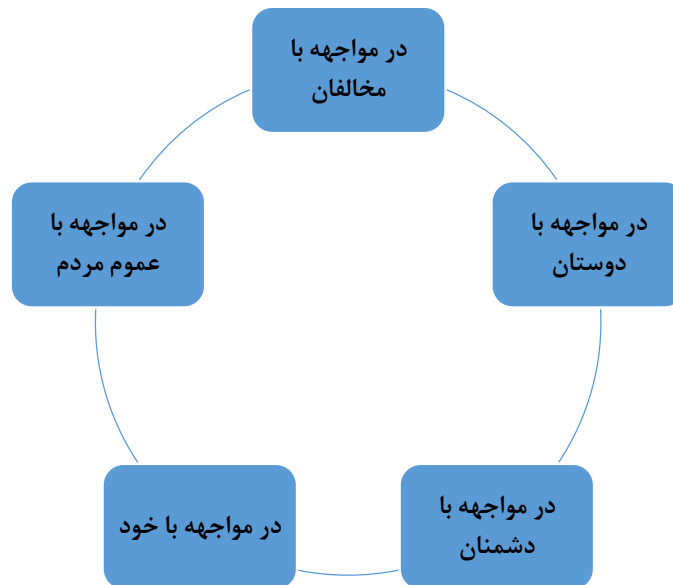 در مواجهه با
مخالفان
در مواجهه با
دوستان
در مواجهه با
دشمنان
در مواجهه با خود
در مواجهه با
عموم مردم